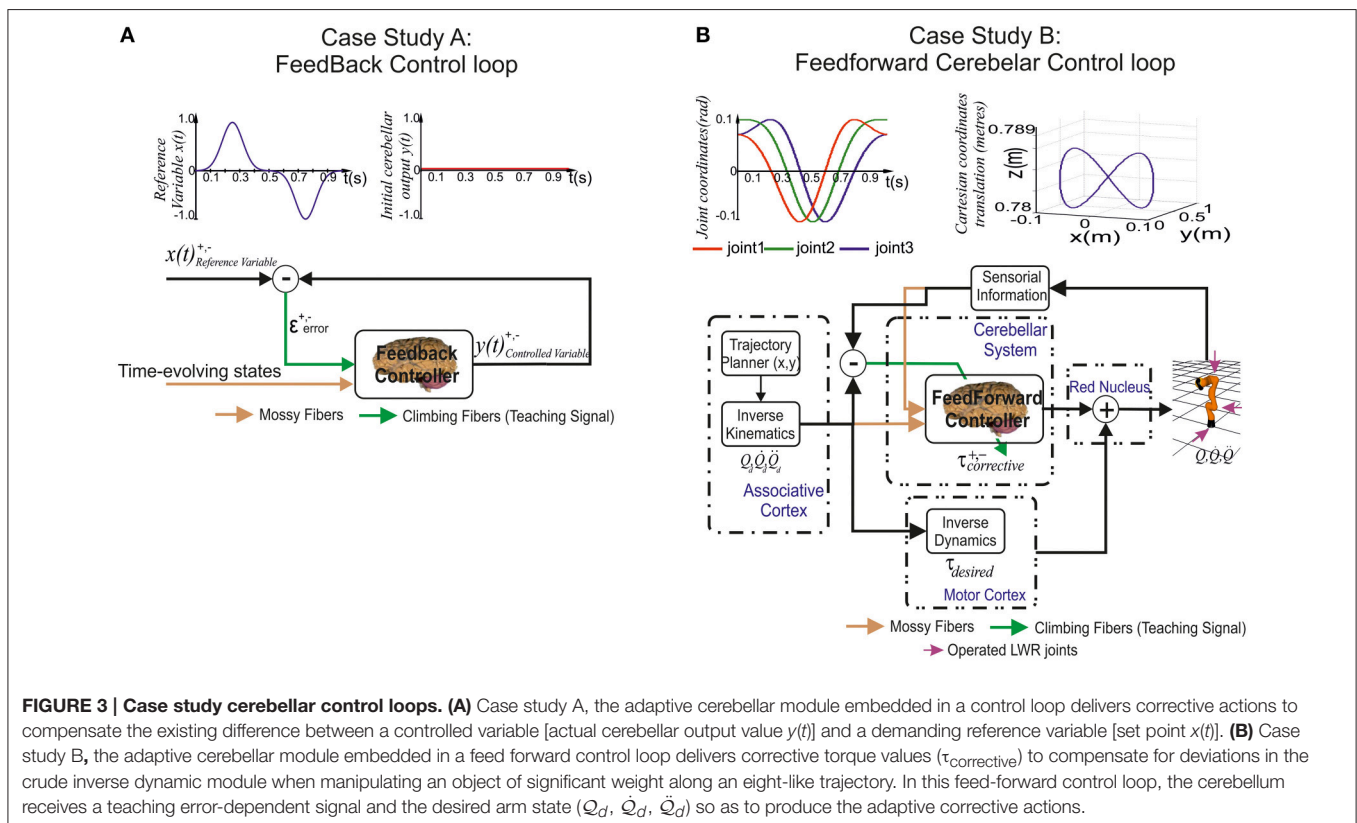 A
Case Study A:
FeedBack Control loop
Reference
Variable x(t)
1.0
0
-1.0
0.1 0.3 0.6 0.9 t(s)
Initial cerebellar
output y(t)
1.0
0
-1.0
0.1 0.3 0.6 0.9 t(s)
x(t)+,- Reference Variable
-
ε+,- error
Feedback
Controller
y(t)+,- Controlled Variable
Time-evolving states
Mossy Fibers
Climbing Fibers (Teaching Signal)
B
Case Study B:
Feedforward Cerebelar Control loop
Joint coordinates(rad)
0.1
0
-0.1
0.1 0.3 0.6 0.9
t(s)
joint1 joint2 joint3
Cartesian coordinates
translation (metres)
0.789
Z(m)
0.78
-0.1 0 0.1
x(m)
0 0.5 1
y(m)
Sensorial
Information
Cerebellar
System
Trajectory
Planner (x,y)
-
Inverse
Kinematics
Qd Q̇d Q̈d
Associative
Cortex
FeedForward
Controller
τ+,- corrective
Red Nucleus
+
Q,Q̇,Q̈
Inverse
Dynamics
τdesired
Motor Cortex
Mossy Fibers
Climbing Fibers (Teaching Signal)
Operated LWR joints
FIGURE 3 | Case study cerebellar control loops. (A) Case study A, the adaptive cerebellar module embedded in a control loop delivers corrective actions to
compensate the existing difference between a controlled variable [actual cerebellar output value y(t)] and a demanding reference variable [set point x(t)]. (B) Case
study B, the adaptive cerebellar module embedded in a feed forward control loop delivers corrective torque values (τcorrective) to compensate for deviations in the
crude inverse dynamic module when manipulating an object of significant weight along an eight-like trajectory. In this feed-forward control loop, the cerebellum
receives a teaching error-dependent signal and the desired arm state (Qd, Q̇d, Q̈d) so as to produce the adaptive corrective actions.